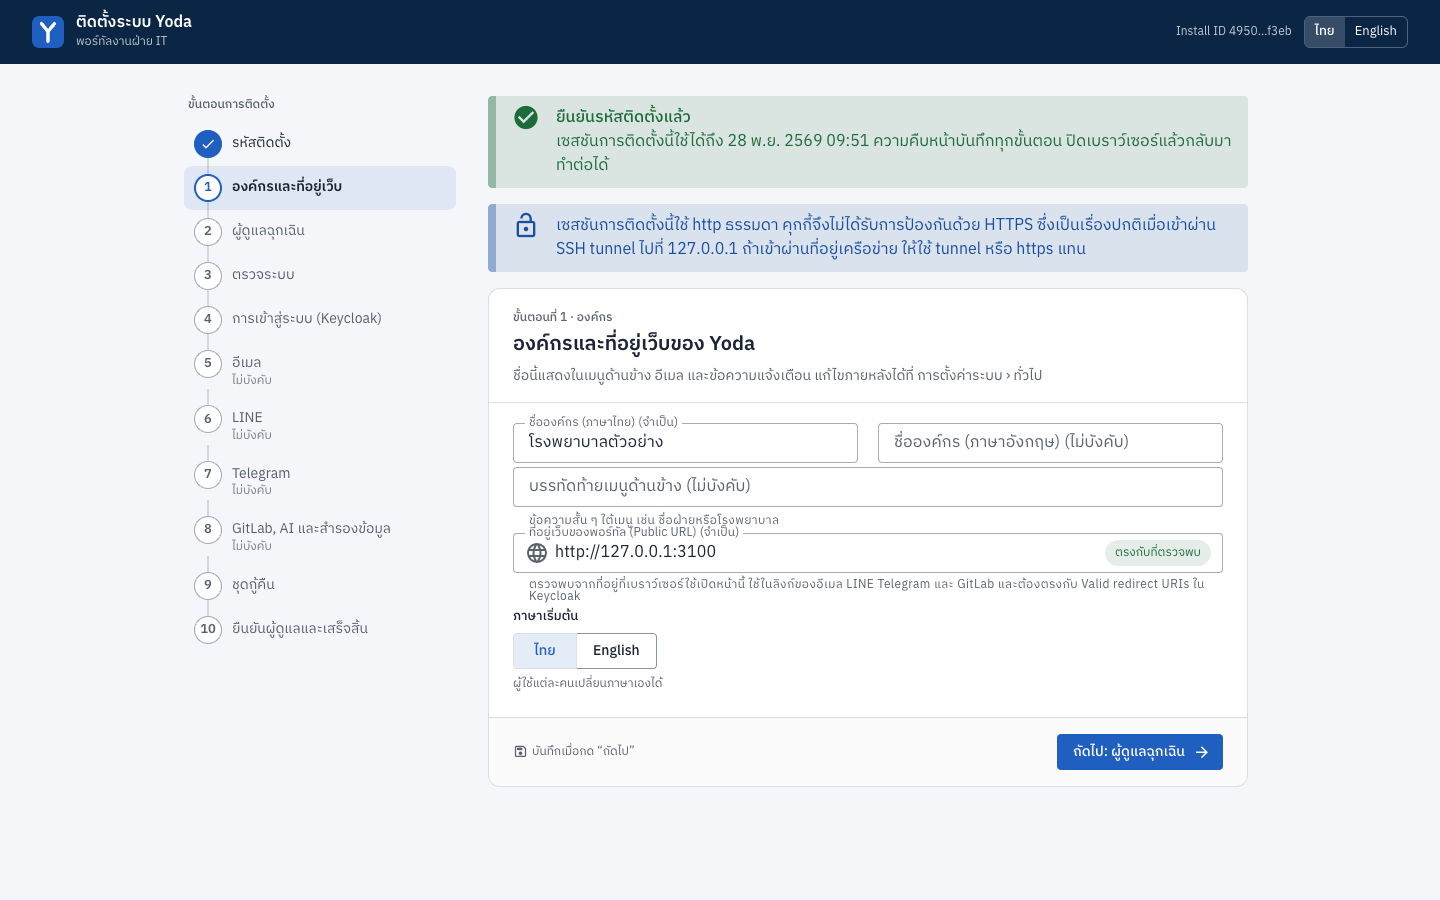 ติดตั้งระบบ Yoda
พอร์ทัลงานฝ่าย IT
Install ID 4950…f3eb
ไทย
English
ขั้นตอนการติดตั้ง
รหัสติดตั้ง
1 องค์กรและที่อยู่เว็บ
2 ผู้ดูแลฉุกเฉิน
3 ตรวจระบบ
4 การเข้าสู่ระบบ (Keycloak)
5 อีเมล
ไม่บังคับ
6 LINE
ไม่บังคับ
7 Telegram
ไม่บังคับ
8 GitLab, AI และสำรองข้อมูล
ไม่บังคับ
9 ชุดกู้คืน
10 ยืนยันผู้ดูแลและเสร็จสิ้น
ยืนยันรหัสติดตั้งแล้ว
เซสชันการติดตั้งนี้ใช้ได้ถึง 28 พ.ย. 2569 09:51 ความคืบหน้าบันทึกทุกขั้นตอน ปิดเบราว์เซอร์แล้วกลับมา
ทำต่อได้
เซสชันการติดตั้งนี้ใช้ http ธรรมดา คุกกี้จึงไม่ได้รับการป้องกันด้วย HTTPS ซึ่งเป็นเรื่องปกติเมื่อเข้าผ่าน
SSH tunnel ไปที่ 127.0.0.1 ถ้าเข้าผ่านที่อยู่เครือข่าย ให้ใช้ tunnel หรือ https แทน
ขั้นตอนที่ 1 · องค์กร
องค์กรและที่อยู่เว็บของ Yoda
ชื่อนี้แสดงในเมนูด้านข้าง อีเมล และข้อความแจ้งเตือน แก้ไขภายหลังได้ที่ การตั้งค่าระบบ › ทั่วไป
ชื่อองค์กร (ภาษาไทย) (จำเป็น)
โรงพยาบาลตัวอย่าง
ชื่อองค์กร (ภาษาอังกฤษ) (ไม่บังคับ)
บรรทัดท้ายเมนูด้านข้าง (ไม่บังคับ)
ข้อความสั้น ๆ ใต้เมนู เช่น ชื่อฝ่ายหรือโรงพยาบาล
ที่อยู่เว็บของพอร์ทัล (Public URL) (จำเป็น)
http://127.0.0.1:3100
ตรงกับที่ตรวจพบ
ตรวจพบจากที่อยู่ที่เบราว์เซอร์ใช้เปิดหน้านี้ ใช้ในลิงก์ของอีเมล LINE Telegram และ GitLab และต้องตรงกับ Valid redirect URIs ใน
Keycloak
ภาษาเริ่มต้น
ไทย
English
ผู้ใช้แต่ละคนเปลี่ยนภาษาเองได้
บันทึกเมื่อกด “ถัดไป”
ถัดไป: ผู้ดูแลฉุกเฉิน